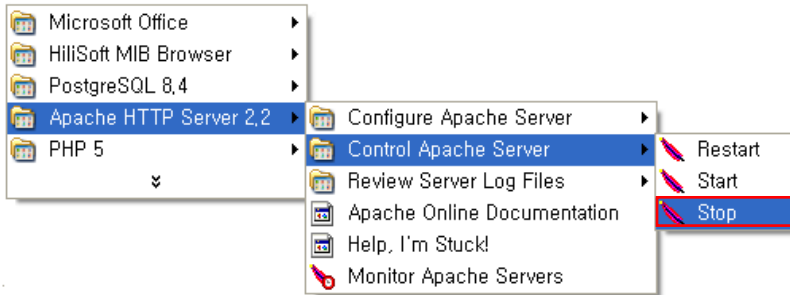 Microsoft Office
HiliSoft MIB Browser
PostgreSQL 8,4
Apache HTTP Server 2,2
PHP 5
Configure Apache Server
Control Apache Server
Review Server Log Files
Apache Online Documentation
Help, I'm Stuck!
Monitor Apache Servers
Restart
Start
Stop